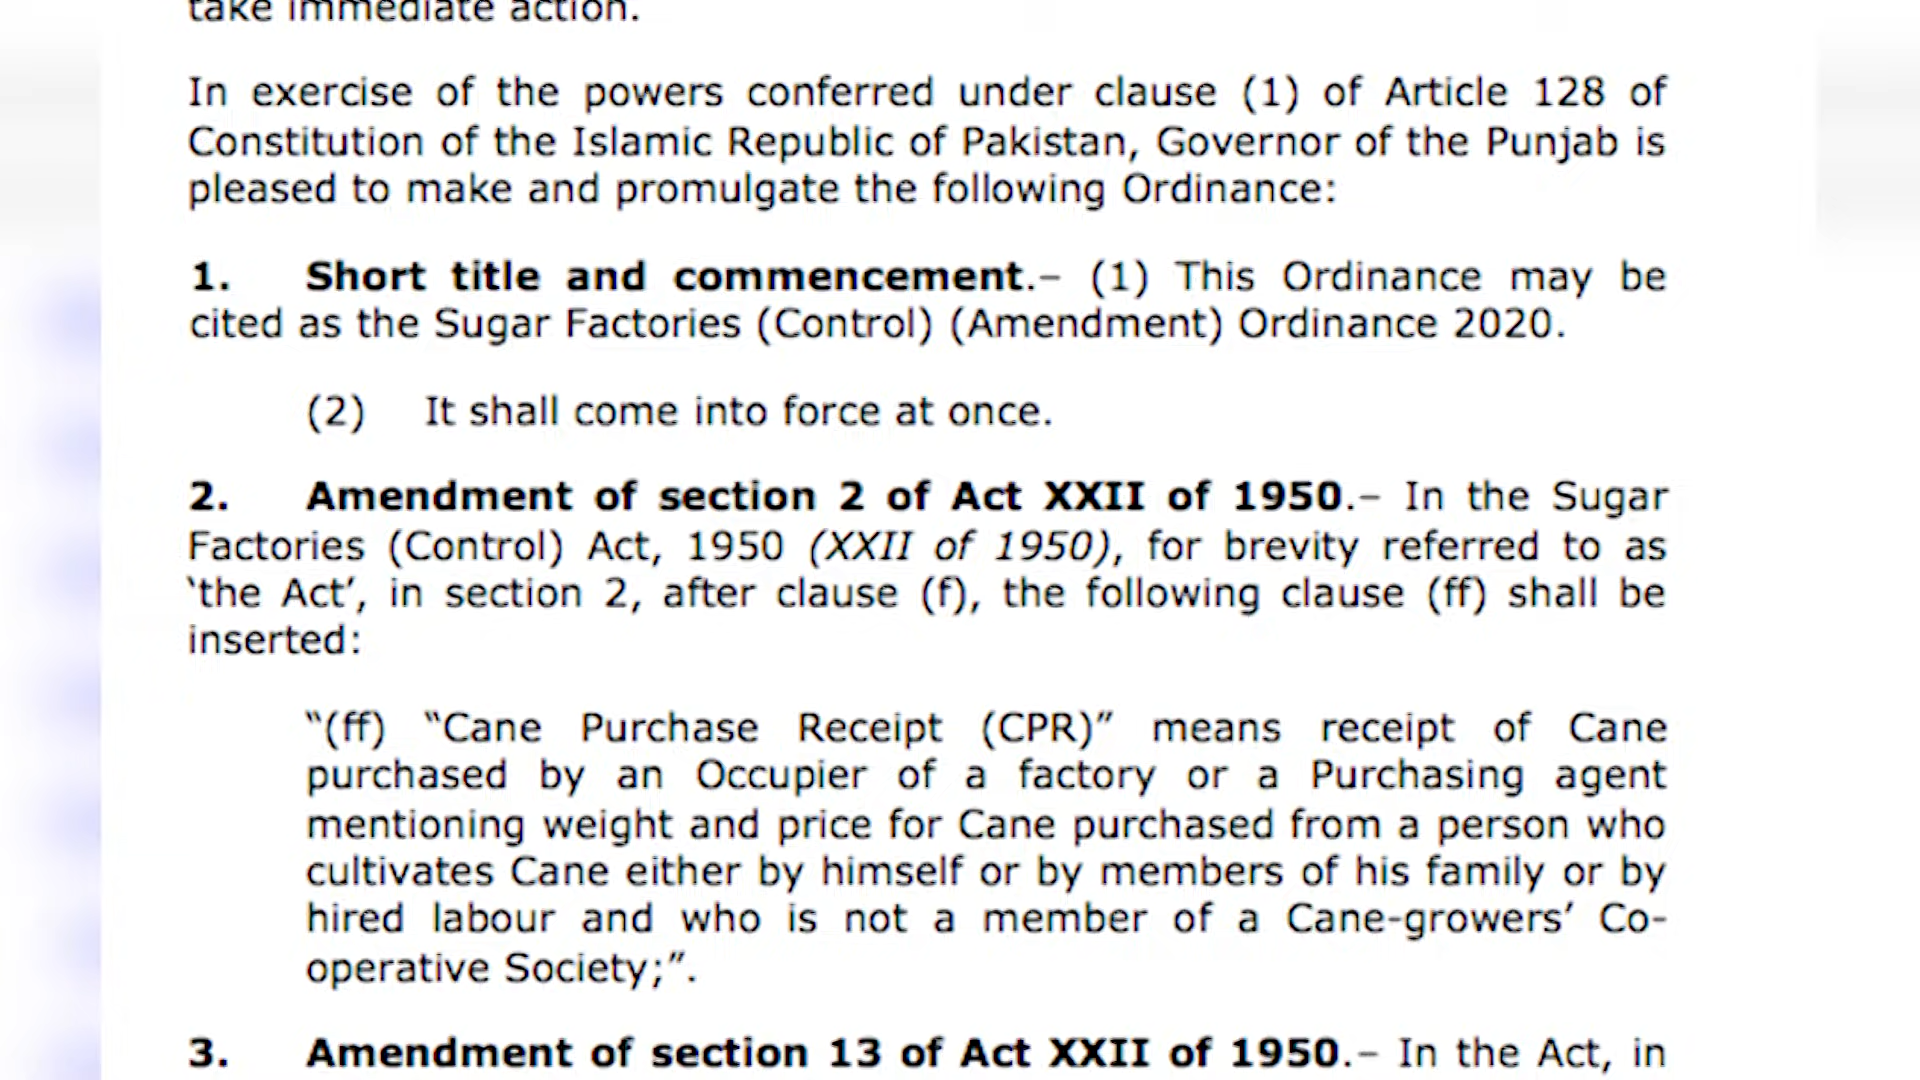 take immediate action.
In exercise of the powers conferred under clause (1) of Article 128 of
Constitution of the Islamic Republic of Pakistan, Governor of the Punjab is
pleased to make and promulgate the following Ordinance:
1. Short title and commencement.– (1) This Ordinance may be
cited as the Sugar Factories (Control) (Amendment) Ordinance 2020.
(2) It shall come into force at once.
2. Amendment of section 2 of Act XXII of 1950.– In the Sugar
Factories (Control) Act, 1950 (XXII of 1950), for brevity referred to as
‘the Act’, in section 2, after clause (f), the following clause (ff) shall be
inserted:
“(ff) “Cane Purchase Receipt (CPR)” means receipt of Cane
purchased by an Occupier of a factory or a Purchasing agent
mentioning weight and price for Cane purchased from a person who
cultivates Cane either by himself or by members of his family or by
hired labour and who is not a member of a Cane-growers’ Co-
operative Society;”.
3. Amendment of section 13 of Act XXII of 1950.– In the Act, in